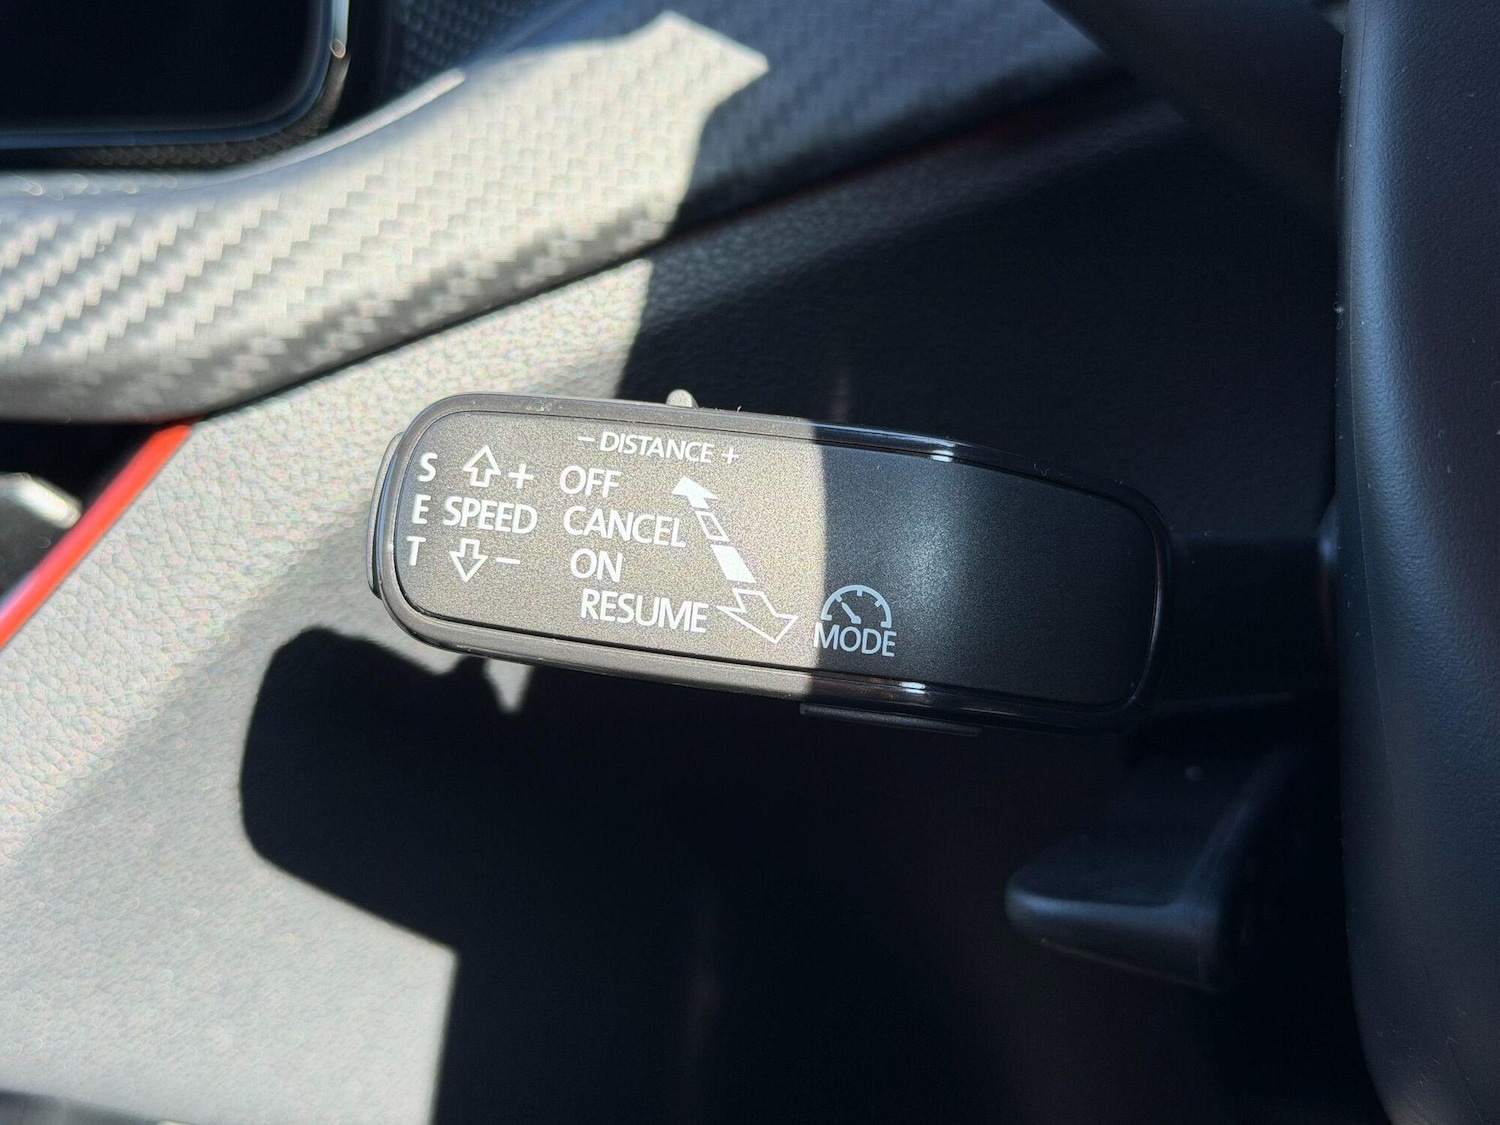 − DISTANCE +
S + OFF
E SPEED CANCEL
T − ON
RESUME
MODE